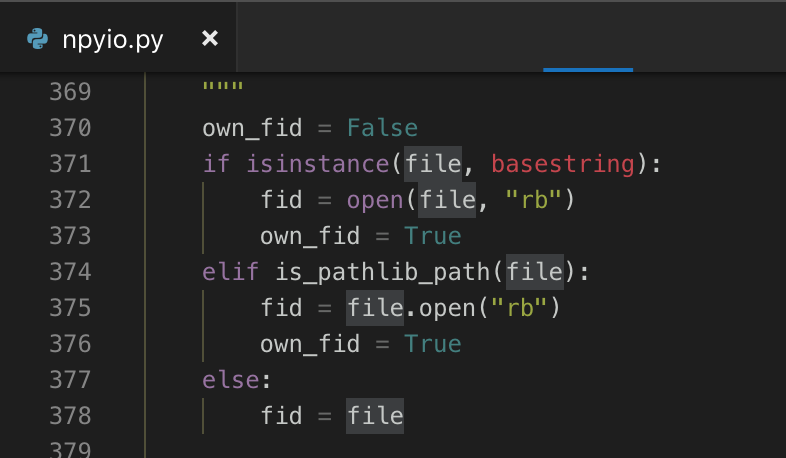 npyio.py ×
369 """
370 own_fid = False
371 if isinstance(file, basestring):
372 fid = open(file, "rb")
373 own_fid = True
374 elif is_pathlib_path(file):
375 fid = file.open("rb")
376 own_fid = True
377 else:
378 fid = file
379